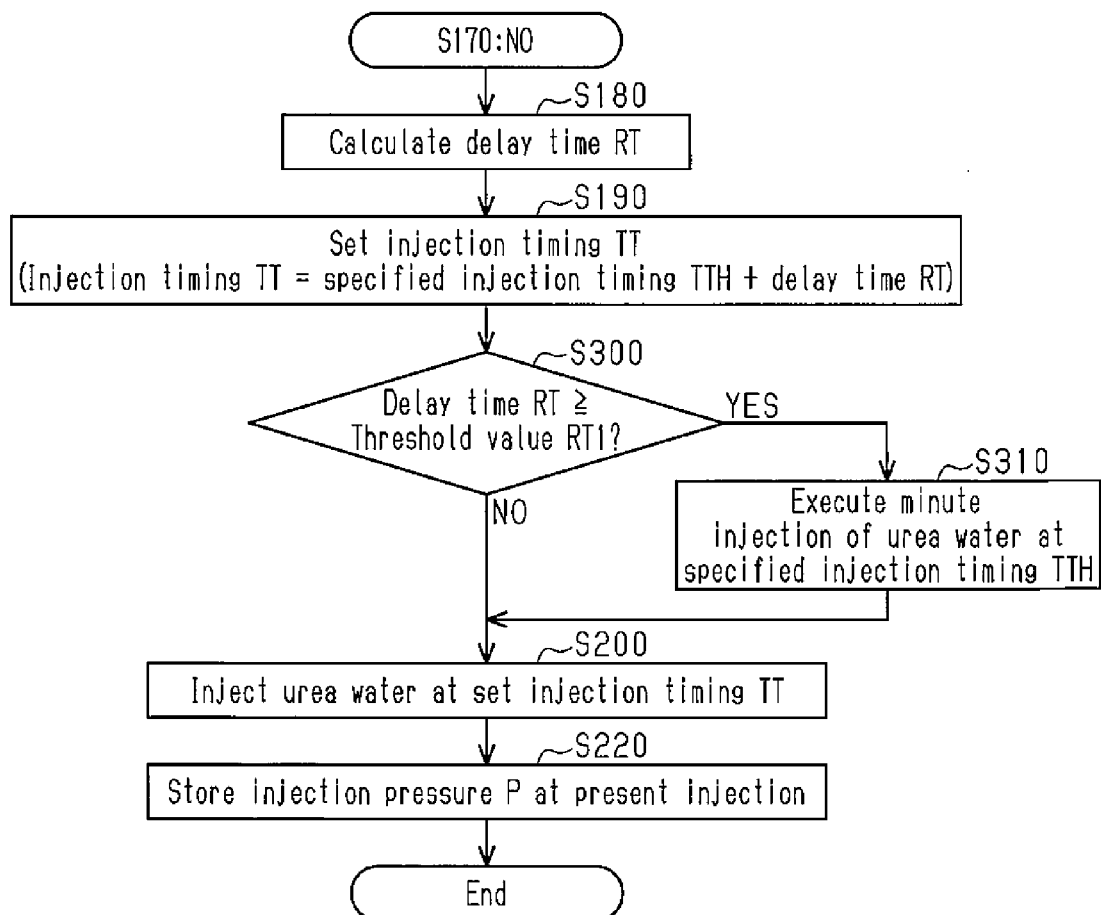 S170:NO
S180
Calculate delay time RT
S190
Set injection timing TT
(Injection timing TT = specified injection timing TTH + delay time RT)
S300
Delay time RT ≧
Threshold value RT1?
YES
NO
S310
Execute minute
injection of urea water at
specified injection timing TTH
S200
Inject urea water at set injection timing TT
S220
Store injection pressure P at present injection
End